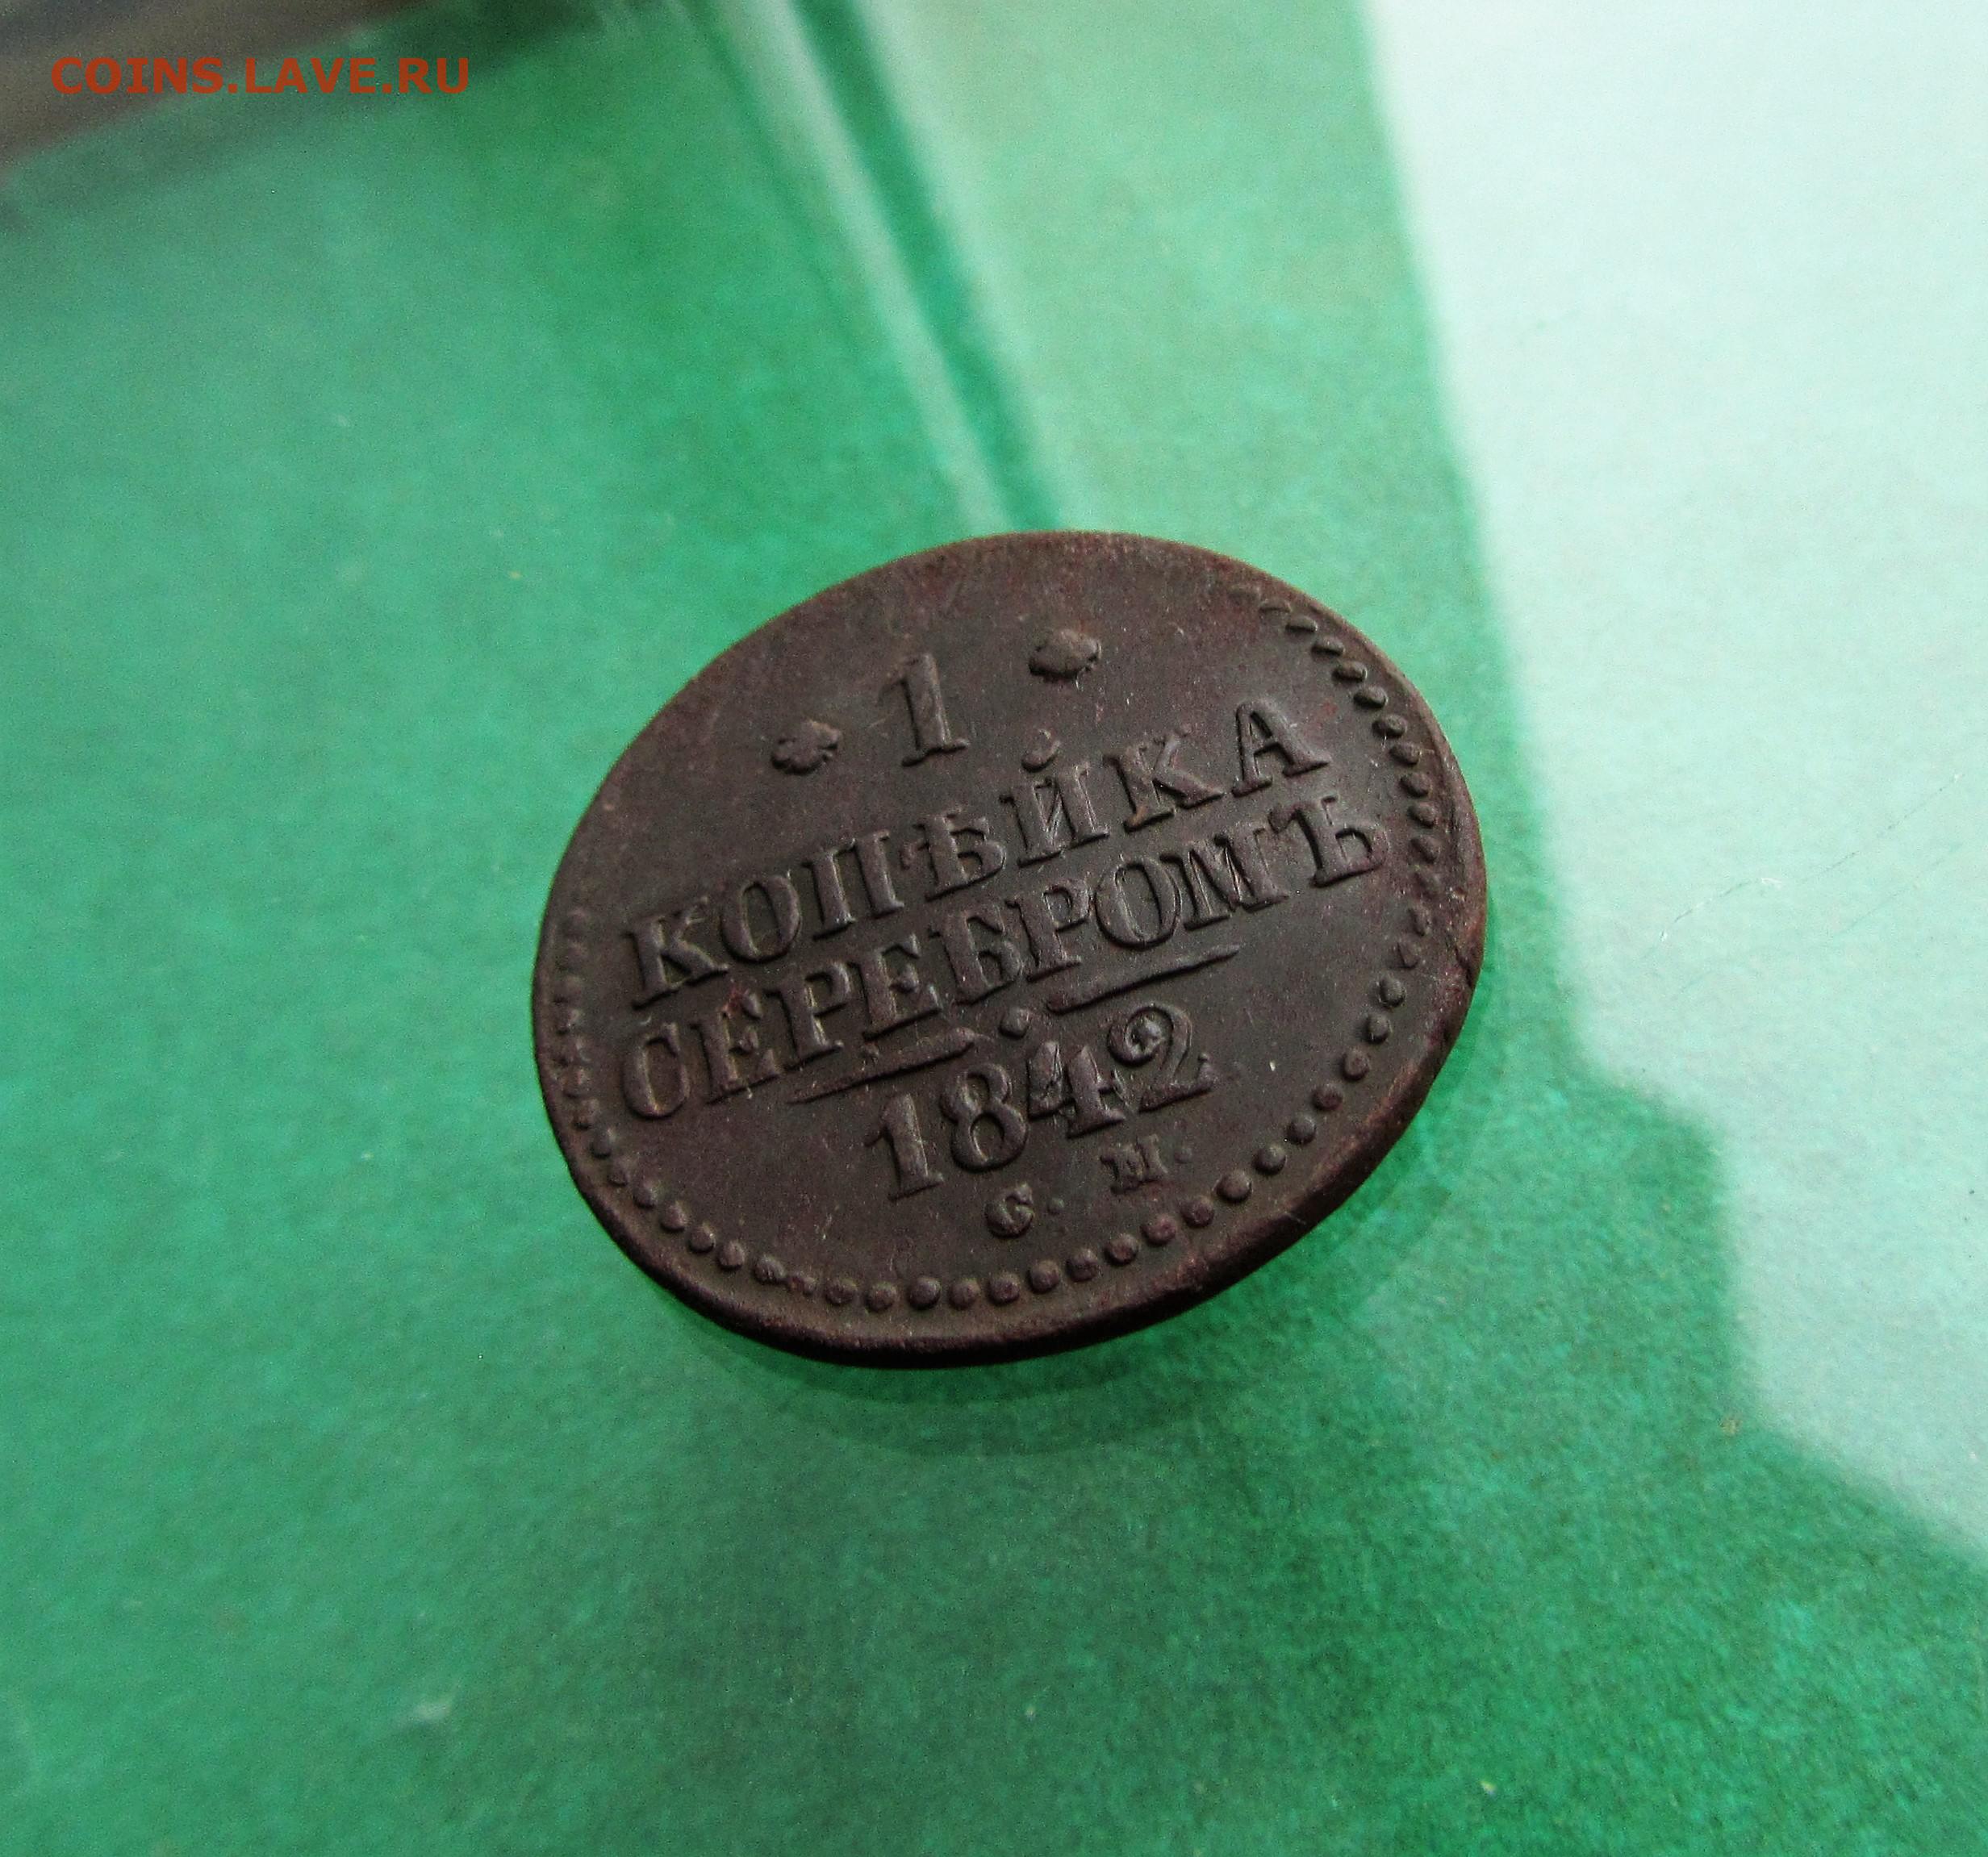 COINS.LAVE.RU
1
КОПѢЙКА
СЕРЕБРОМЪ
1842
С. М.